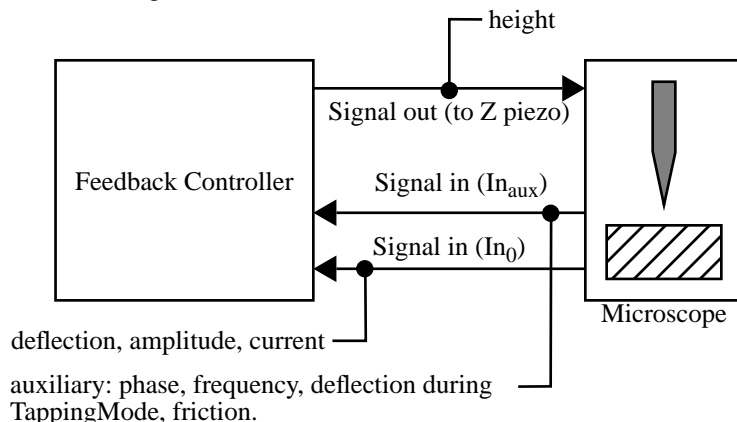 height
Signal out (to Z piezo)
Feedback Controller
Signal in (In_aux)
Signal in (In_0)
Microscope
deflection, amplitude, current
auxiliary: phase, frequency, deflection during
TappingMode, friction.